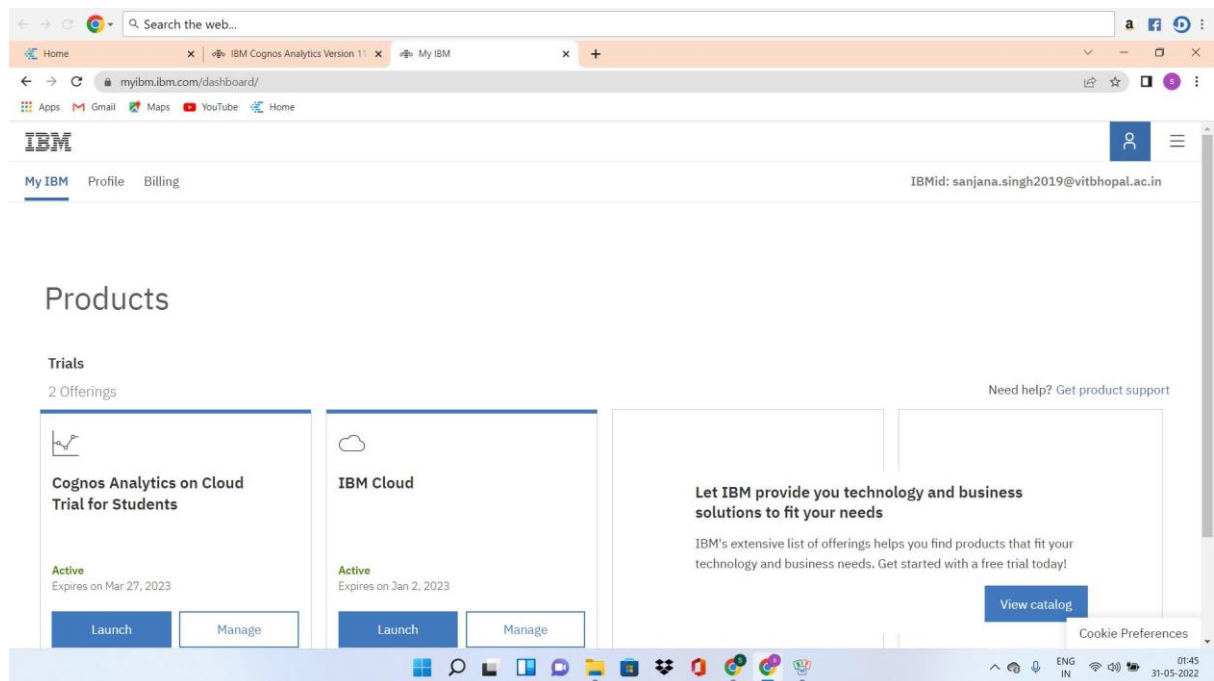 Search the web...
Home
IBM Cognos Analytics Version 11
My IBM
myibm.ibm.com/dashboard/
Apps
Gmail
Maps
YouTube
Home
IBM
My IBM Profile Billing
IBMid: sanjana.singh2019@vitbhopal.ac.in
Products
Trials
2 Offerings
Need help? Get product support
Cognos Analytics on Cloud
Trial for Students
Active
Expires on Mar 27, 2023
Launch
Manage
IBM Cloud
Active
Expires on Jan 2, 2023
Launch
Manage
Let IBM provide you technology and business
solutions to fit your needs
IBM's extensive list of offerings helps you find products that fit your
technology and business needs. Get started with a free trial today!
View catalog
Cookie Preferences
ENG
IN
01:45
31-05-2022